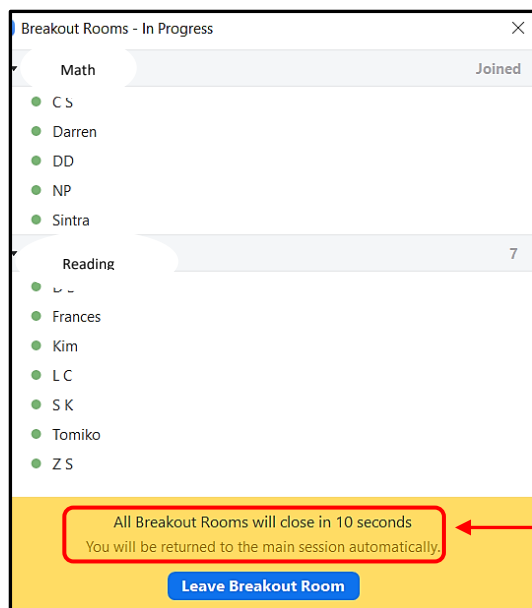 Breakout Rooms - In Progress
Math Joined
C S
Darren
DD
NP
Sintra
Reading 7
Frances
Kim
L C
S K
Tomiko
Z S
All Breakout Rooms will close in 10 seconds
You will be returned to the main session automatically.
Leave Breakout Room